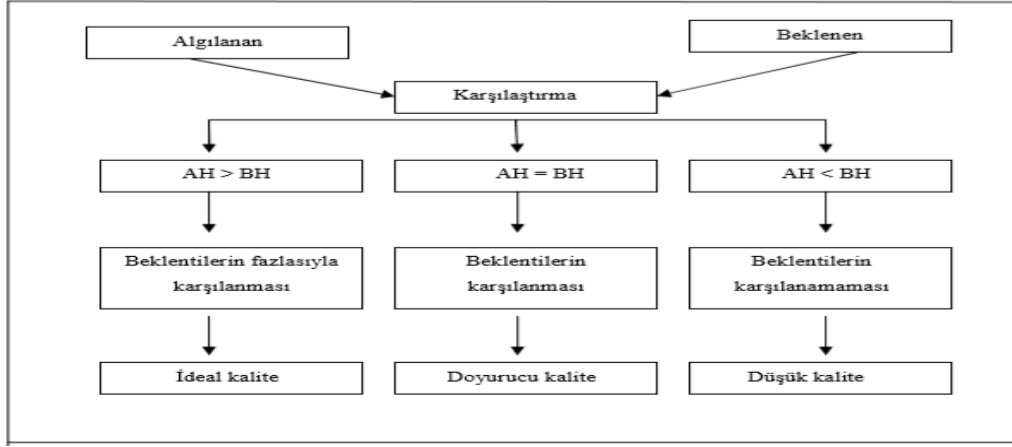 Algılanan
Beklenen
Karşılaştırma
AH > BH
AH = BH
AH < BH
Beklentilerin fazlasıyla
karşılanması
Beklentilerin
karşılanması
Beklentilerin
karşılanamaması
İdeal kalite
Doyurucu kalite
Düşük kalite